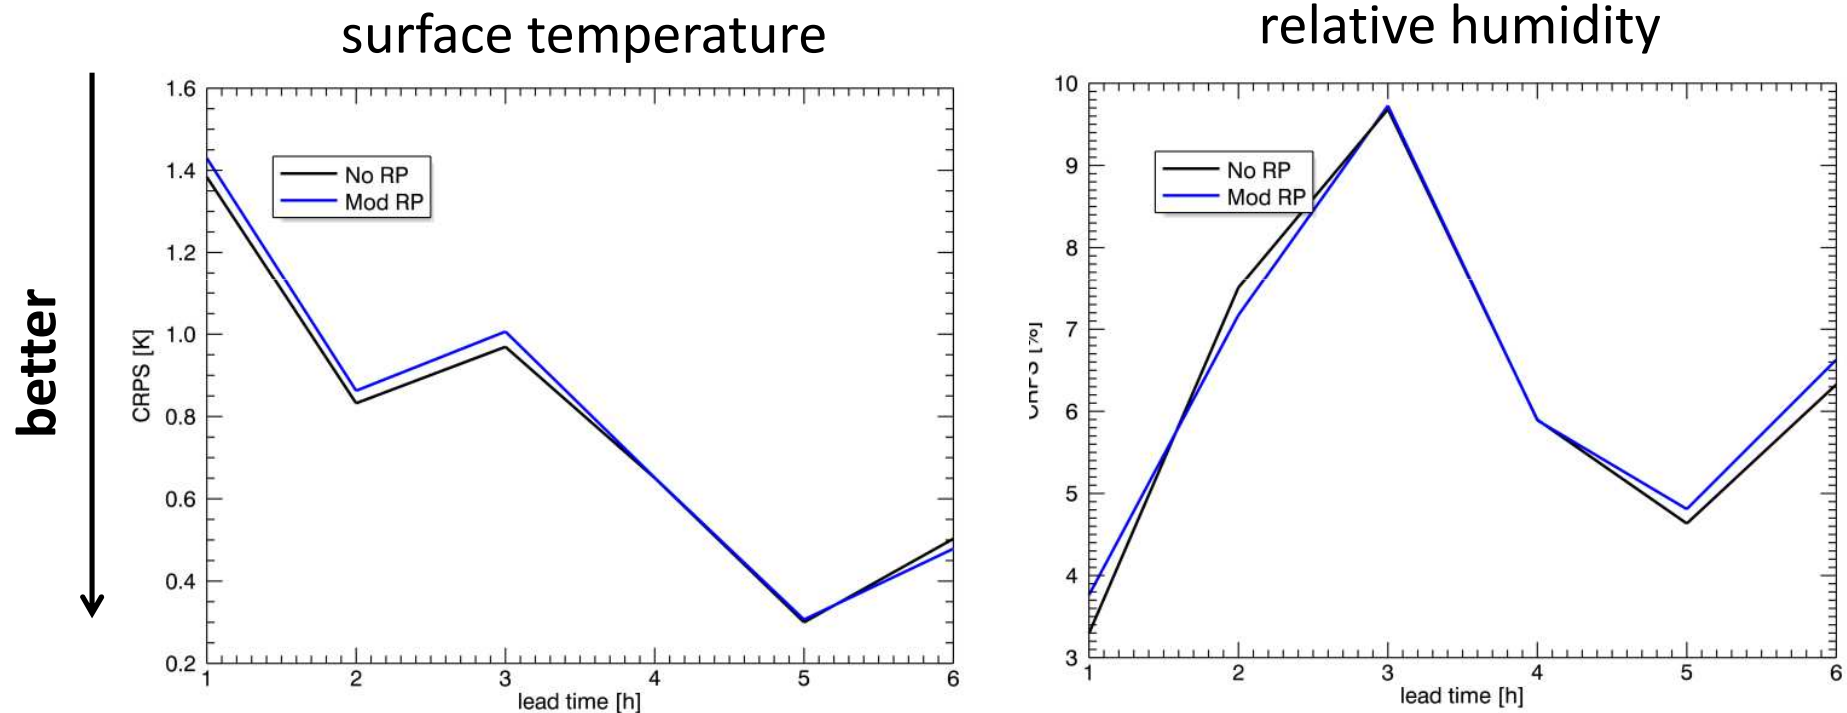 surface temperature
relative humidity
better
1.6
1.4
1.2
1.0
0.8
0.6
0.4
0.2
CRPS [K]
No RP
Mod RP
1 2 3 4 5 6
lead time [h]
10
9
8
7
6
5
4
3
[%]
No RP
Mod RP
1 2 3 4 5 6
lead time [h]